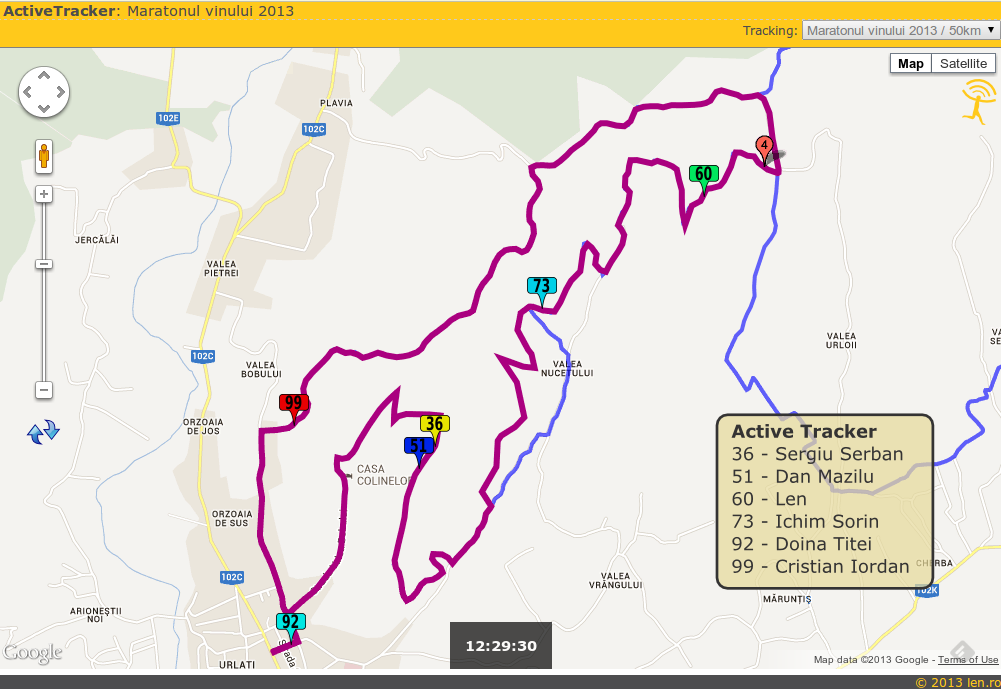 ActiveTracker: Maratonul vinului 2013
Tracking: Maratonul vinului 2013 / 50km
Map Satellite
PLAVIA
102E
102C
4
60
JERCĂLĂI
VALEA
PIETREI
73
VALEA
URLOII
102C
VALEA
BOBULUI
VALEA
NUCETULUI
99
ORZOAIA
DE JOS
36
51
CASA
COLINELOR
Active Tracker
36 - Sergiu Serban
51 - Dan Mazilu
60 - Len
73 - Ichim Sorin
92 - Doina Titei
99 - Cristian Iordan
ORZOAIA
DE SUS
102C
VALEA
VRÂNGULUI
CHERBA
102K
MĂRUNȚIȘ
ARIONEȘTII
NOI
92
Strada
URLATI
12:29:30
Google
Map data ©2013 Google - Terms of Use
© 2013 len.ro